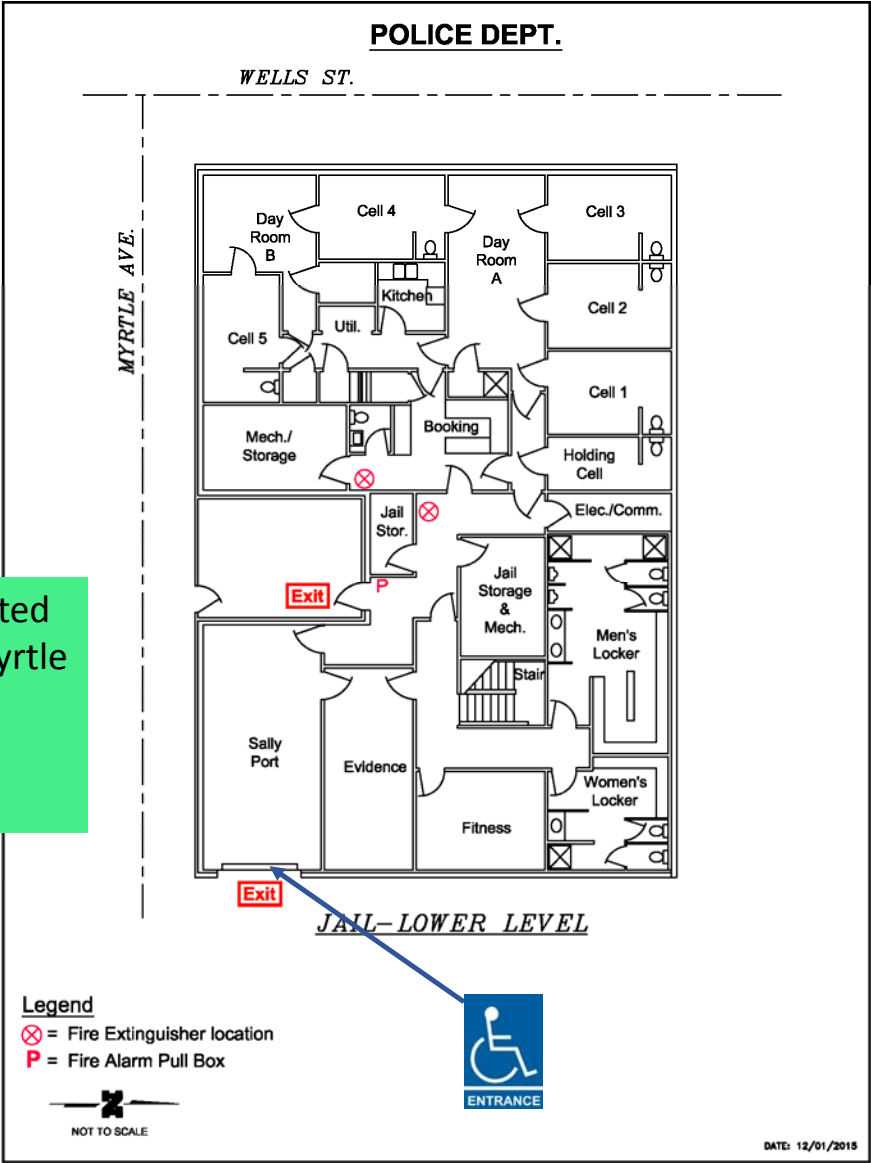 POLICE DEPT.
WELLS ST.
MYRTLE AVE.
Day
Room
B
Cell 4
Day
Room
A
Cell 3
Kitchen
Cell 2
Util.
Cell 5
Cell 1
Booking
Mech./
Storage
Holding
Cell
Jail
Stor.
Elec./Comm.
P
Exit
Jail
Storage
&
Mech.
Men's
Locker
Stair
ted
yrtle
Sally
Port
Evidence
Women's
Locker
Fitness
Exit
JAIL-LOWER LEVEL
Legend
= Fire Extinguisher location
P = Fire Alarm Pull Box
ENTRANCE
Z
NOT TO SCALE
DATE: 12/01/2015